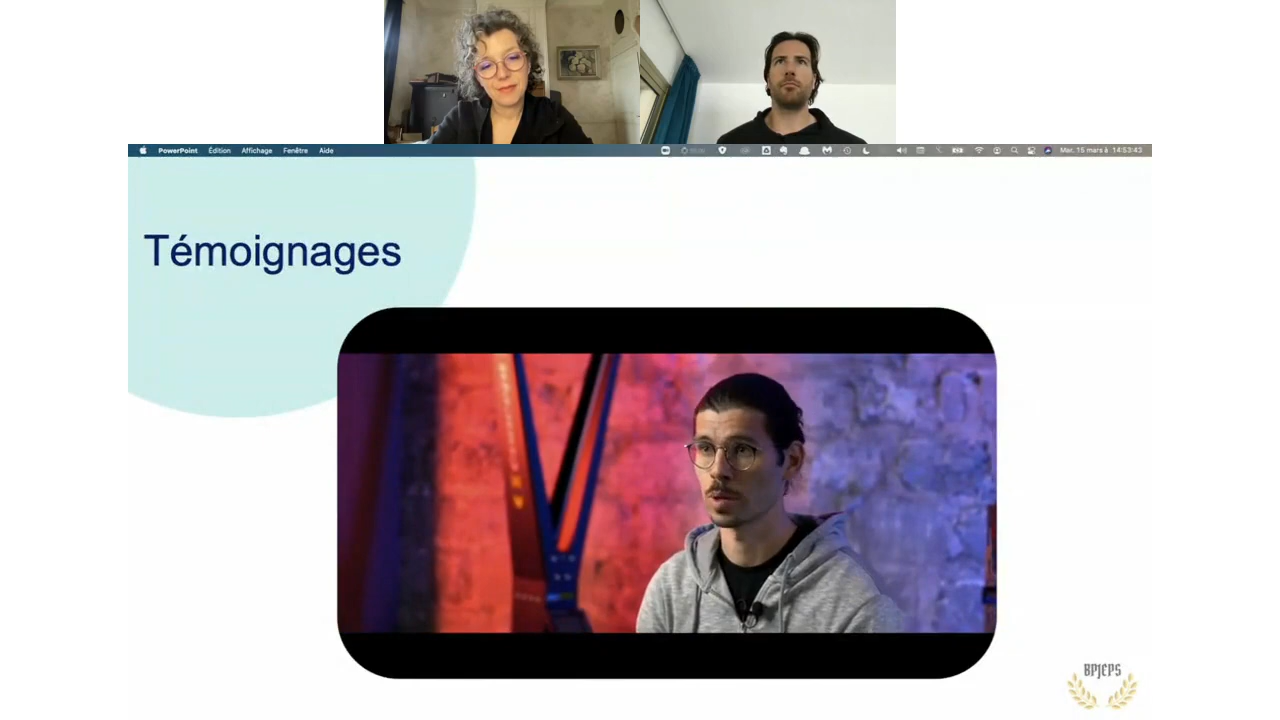 PowerPoint Édition Affichage Fenêtre Aide
Mar. 15 mars à 14:53:43
Témoignages
BPJEPS